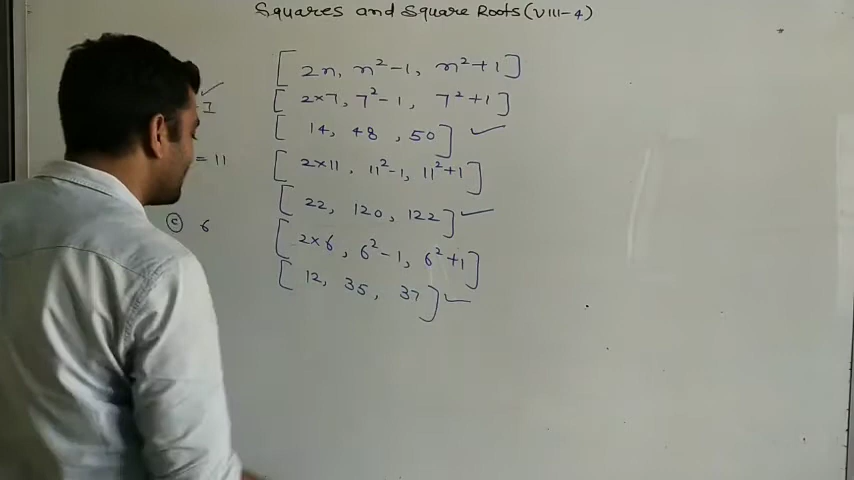 Squares and Square Roots (VIII-4)
[2n, n²-1, n²+1]
I
[2×7, 7²-1, 7²+1]
[14, 48, 50]
= 11
[2×11, 11²-1, 11²+1]
[22, 120, 122]
(c) 6
[2×6, 6²-1, 6²+1]
[12, 35, 37]